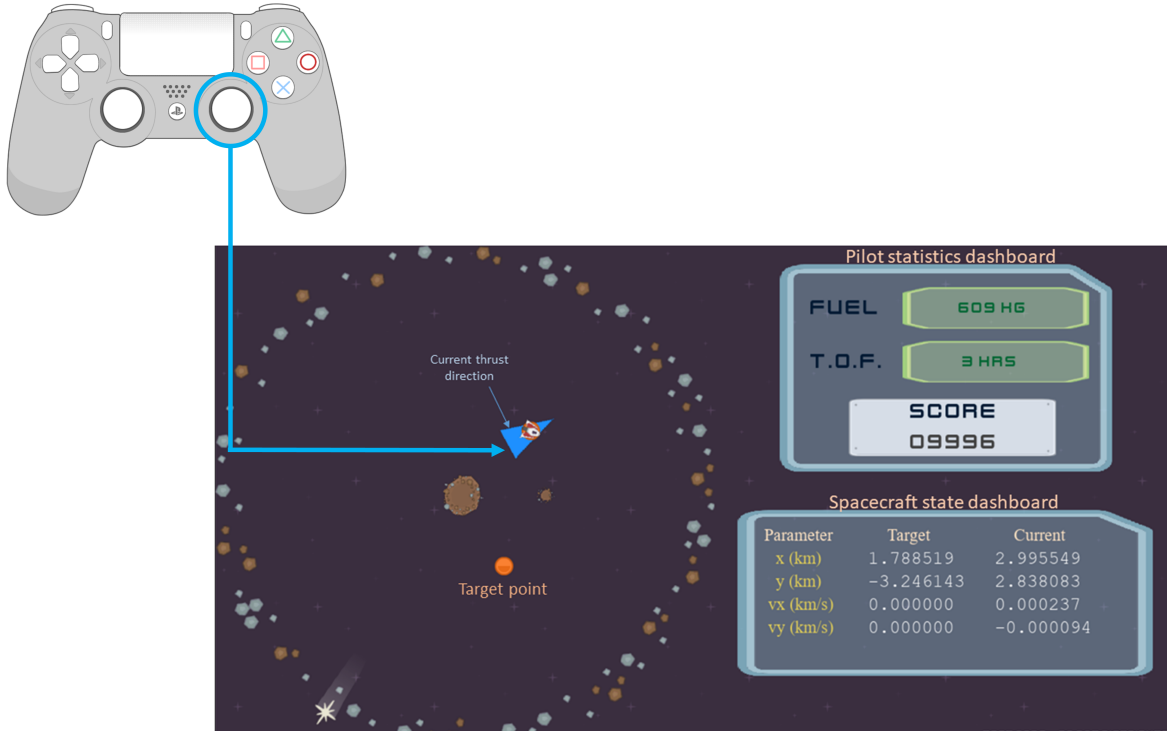 Pilot statistics dashboard
FUEL 609 HG
T.O.F. 3 HRS
SCORE
09996
Current thrust
direction
Target point
Spacecraft state dashboard
Parameter Target Current
x (km) 1.788519 2.995549
y (km) -3.246143 2.838083
vx (km/s) 0.000000 0.000237
vy (km/s) 0.000000 -0.000094